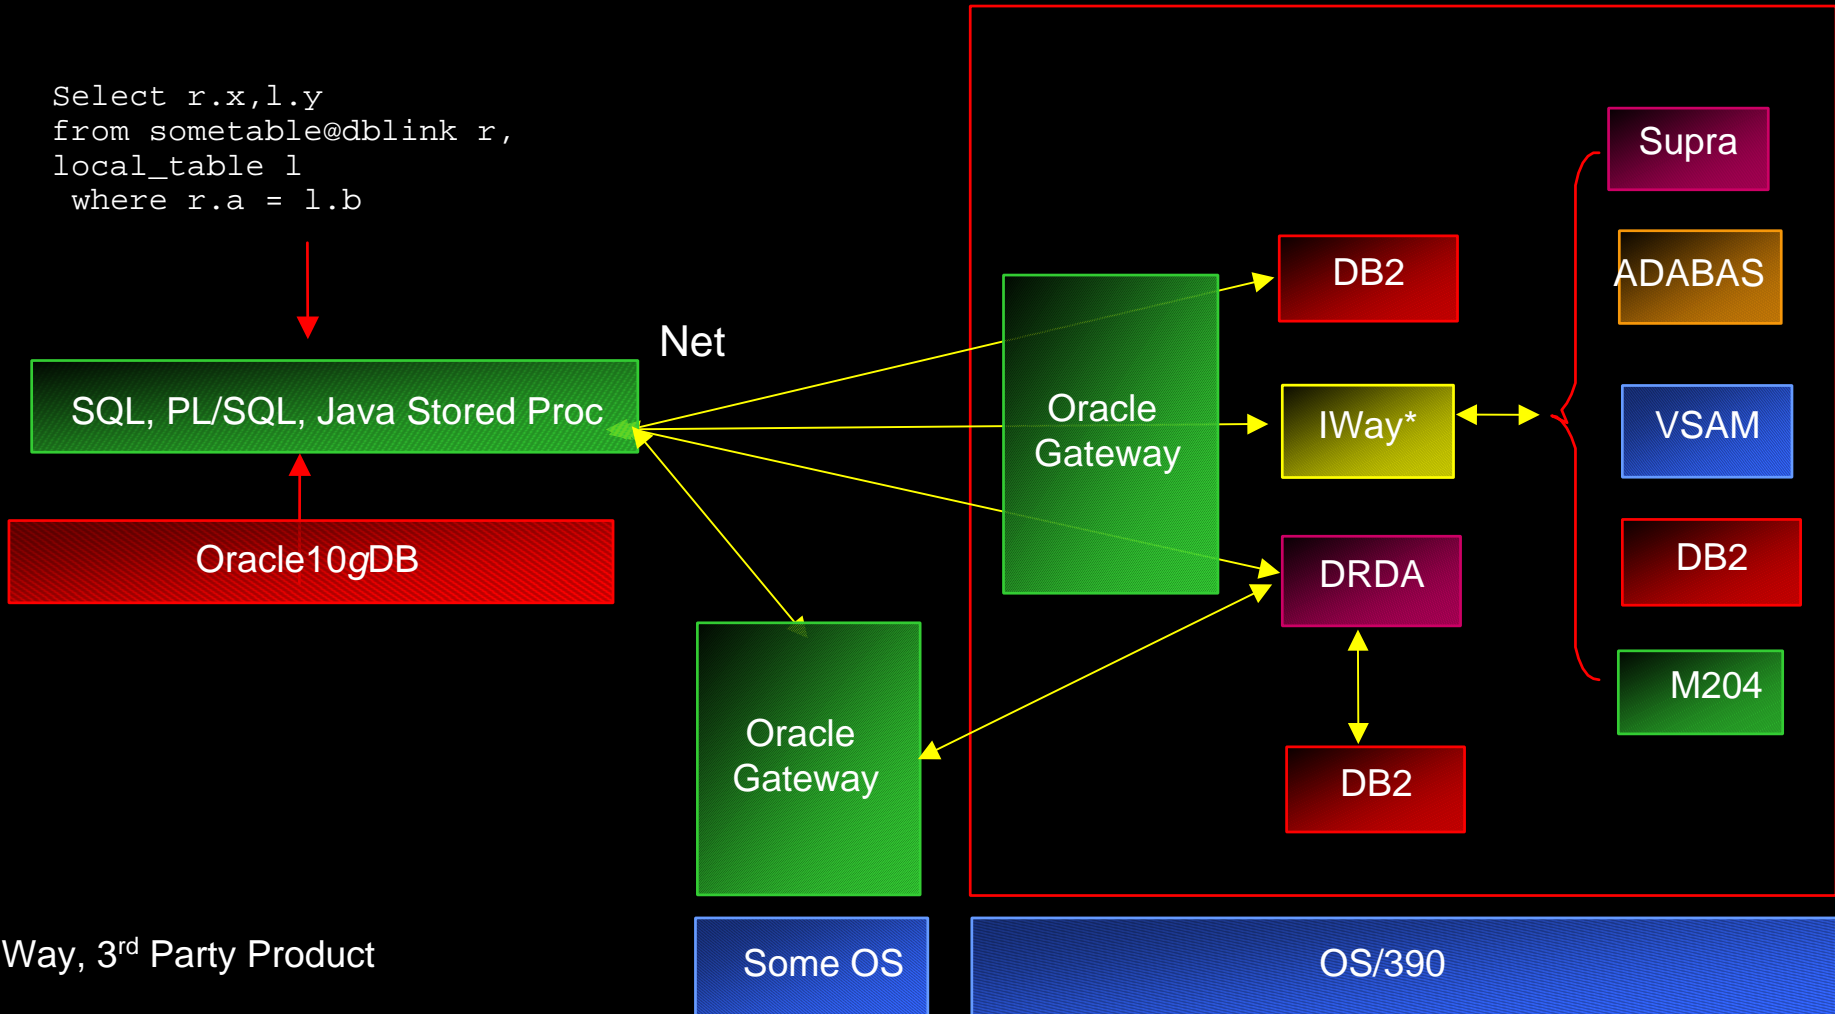 Select r.x,l.y
from sometable@dblink r,
local_table l
where r.a = l.b
Net
SQL, PL/SQL, Java Stored Proc
Oracle10gDB
Oracle
Gateway
Oracle
Gateway
DB2
IWay*
DRDA
DB2
Supra
ADABAS
VSAM
DB2
M204
Way, 3rd Party Product
Some OS
OS/390